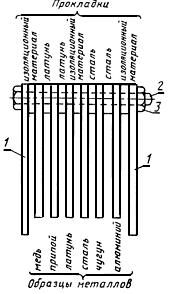 Прокладки
изоляционный
материал
латунь
латунь
изоляционный
материал
сталь
сталь
изоляционный
материал
2
3
1
1
медь
припой
латунь
сталь
чугун
алюминий
Образцы металлов